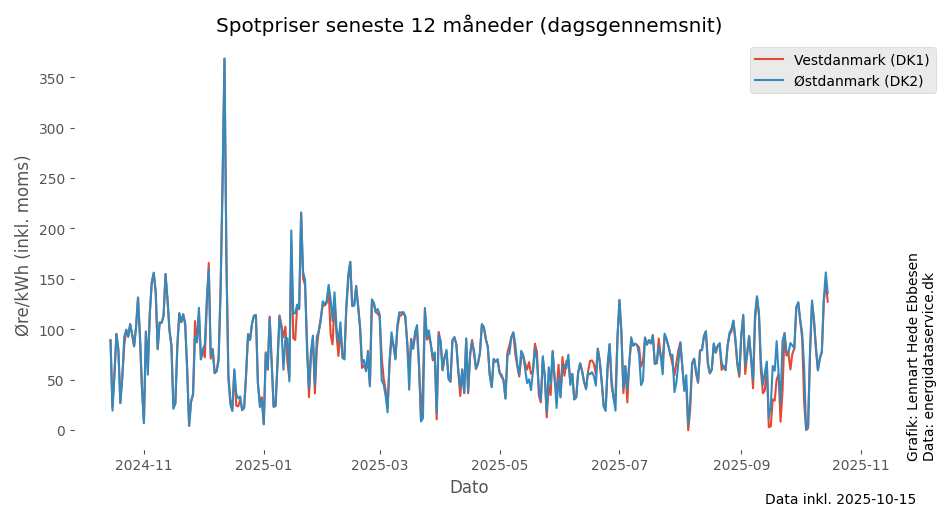 Spotpriser seneste 12 måneder (dagsgennemsnit)
Vestdanmark (DK1)
Østdanmark (DK2)
Øre/kWh (inkl. moms)
350
300
250
200
150
100
50
0
2024-11
2025-01
2025-03
2025-05
2025-07
2025-09
2025-11
Dato
Grafik: Lennart Hede Ebbesen
Data: energidataservice.dk
Data inkl. 2025-10-15